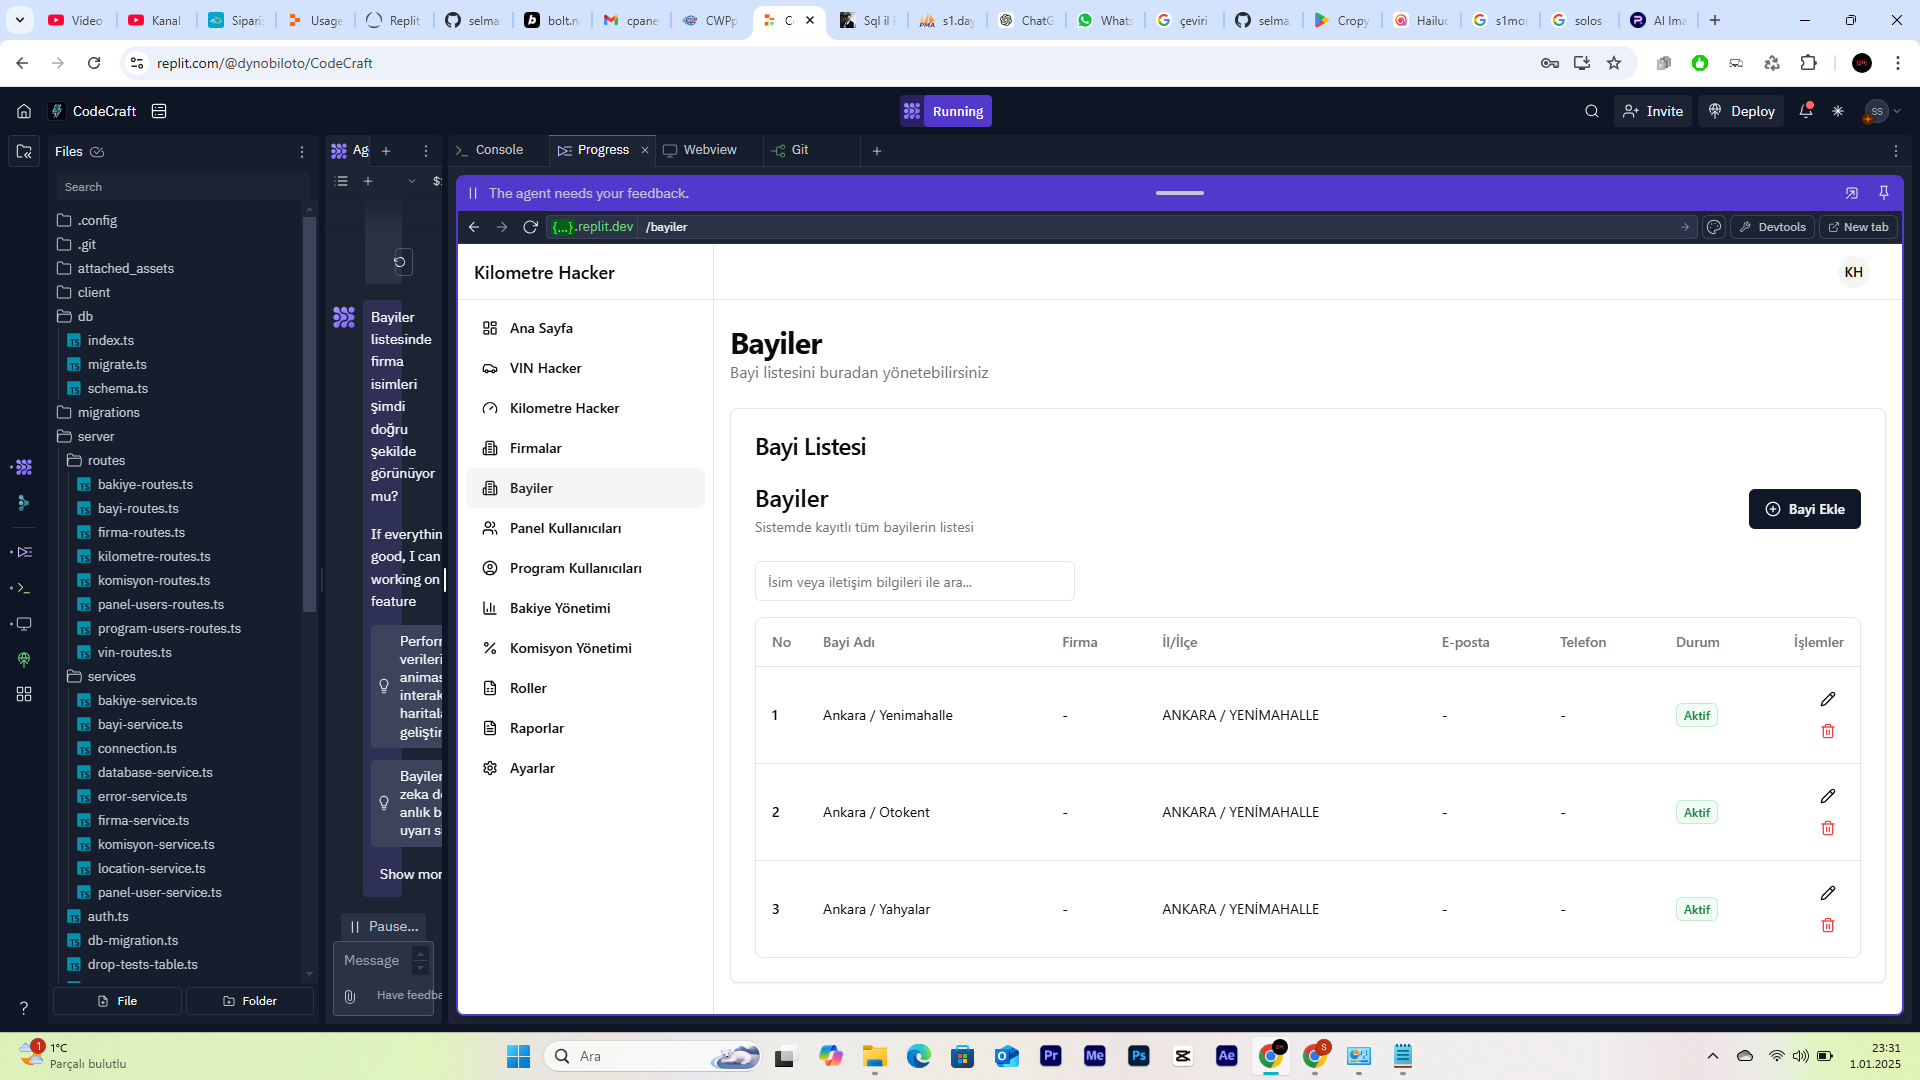 Video
Kanal
Sipari
Usage
Replit
selma
bolt.n
cpane
CWPp
C
Sql il i
s1.day
ChatG
Whats
çeviri
selma
Cropy
Hailuo
s1mo
solos
AI Ima
replit.com/@dynobiloto/CodeCraft
CodeCraft
Running
Invite
Deploy
SS
Files
Ag
Console
Progress
Webview
Git
Search
$
The agent needs your feedback.
{...}.replit.dev
/bayiler
Devtools
New tab
.config
.git
attached_assets
client
db
index.ts
migrate.ts
schema.ts
migrations
server
routes
bakiye-routes.ts
bayi-routes.ts
firma-routes.ts
kilometre-routes.ts
komisyon-routes.ts
panel-users-routes.ts
program-users-routes.ts
vin-routes.ts
services
bakiye-service.ts
bayi-service.ts
connection.ts
database-service.ts
error-service.ts
firma-service.ts
komisyon-service.ts
location-service.ts
panel-user-service.ts
auth.ts
db-migration.ts
drop-tests-table.ts
File
Folder
Bayiler
listesinde
firma
isimleri
şimdi
doğru
şekilde
görünüyor
mu?
If everythin
good, I can
working on
feature
Perforr
verileri
animas
interak
harital
geliştir
Bayiler
zeka d
anlık b
uyarı s
Show mor
Pause...
Message
Have feedba
Kilometre Hacker
KH
Ana Sayfa
VIN Hacker
Kilometre Hacker
Firmalar
Bayiler
Panel Kullanıcıları
Program Kullanıcıları
Bakiye Yönetimi
Komisyon Yönetimi
Roller
Raporlar
Ayarlar
Bayiler
Bayi listesini buradan yönetebilirsiniz
Bayi Listesi
Bayiler
Sistemde kayıtlı tüm bayilerin listesi
Bayi Ekle
İsim veya iletişim bilgileri ile ara...
No Bayi Adı Firma İl/İlçe E-posta Telefon Durum İşlemler
1 Ankara / Yenimahalle - ANKARA / YENİMAHALLE - - Aktif
2 Ankara / Otokent - ANKARA / YENİMAHALLE - - Aktif
3 Ankara / Yahyalar - ANKARA / YENİMAHALLE - - Aktif
1
1°C
Parçalı bulutlu
Ara
Pr
Me
Ps
Ae
S
23:31
1.01.2025